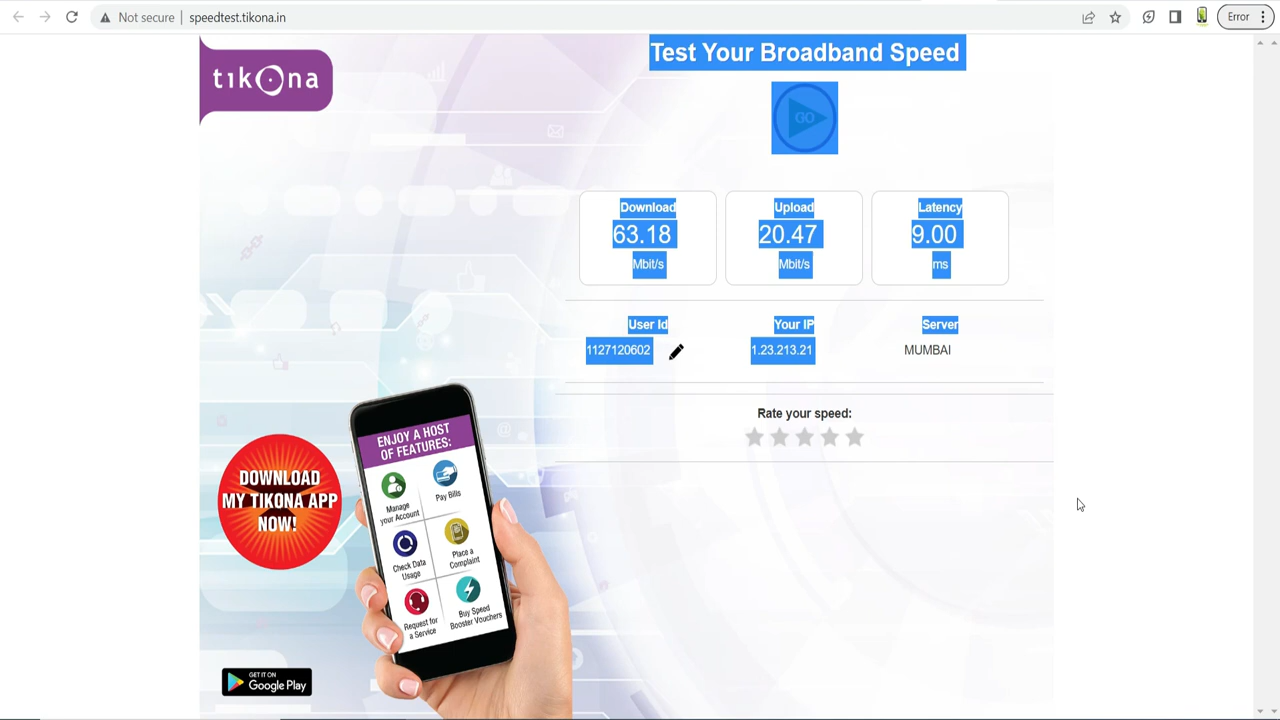 Not secure
speedtest.tikona.in
Error
tikona
Test Your Broadband Speed
GO
Download
63.18
Mbit/s
Upload
20.47
Mbit/s
Latency
9.00
ms
User Id
1127120602
Your IP
1.23.213.21
Server
MUMBAI
Rate your speed:
ENJOY A HOST
OF FEATURES:
Manage
your Account
Pay Bills
Check Data
Usage
Place a
Complaint
Request for
a Service
Buy Speed
Booster Vouchers
DOWNLOAD
MY TIKONA APP
NOW!
GET IT ON
Google Play